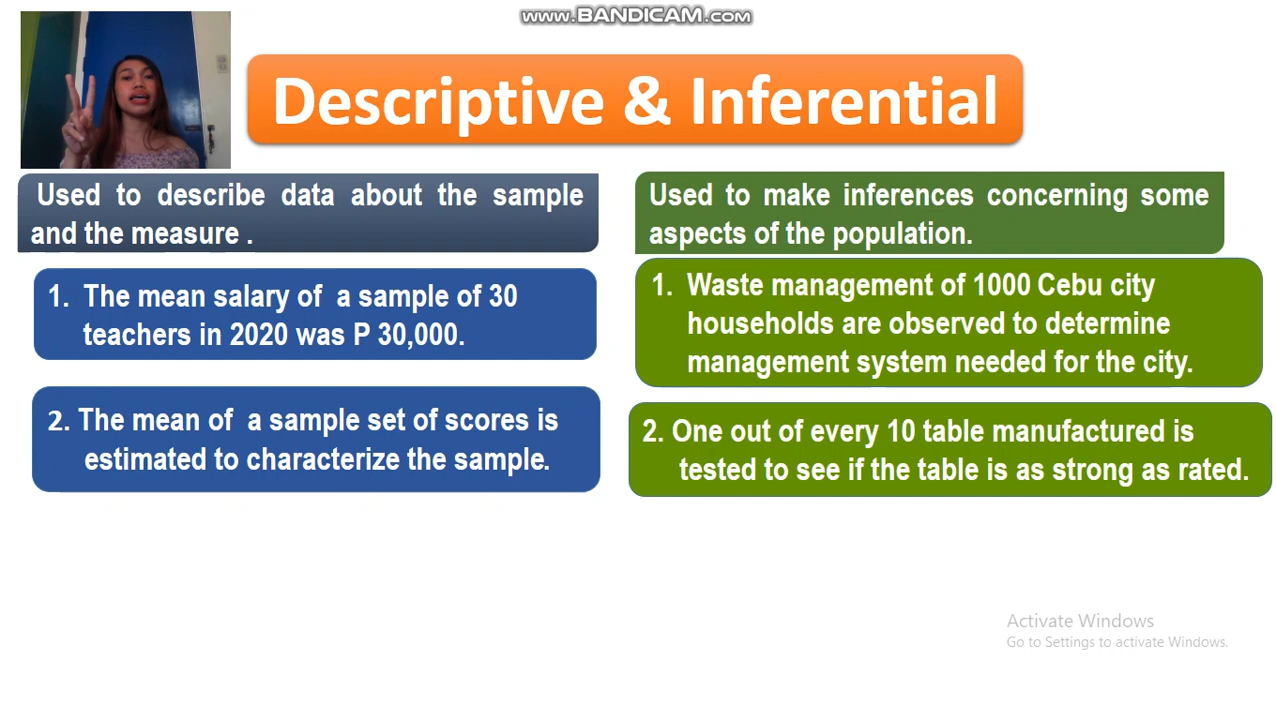 www.BANDICAM.com
Descriptive & Inferential
Used to describe data about the sample
and the measure .
1. The mean salary of a sample of 30
teachers in 2020 was P 30,000.
2. The mean of a sample set of scores is
estimated to characterize the sample.
Used to make inferences concerning some
aspects of the population.
1. Waste management of 1000 Cebu city
households are observed to determine
management system needed for the city.
2. One out of every 10 table manufactured is
tested to see if the table is as strong as rated.
Activate Windows
Go to Settings to activate Windows.